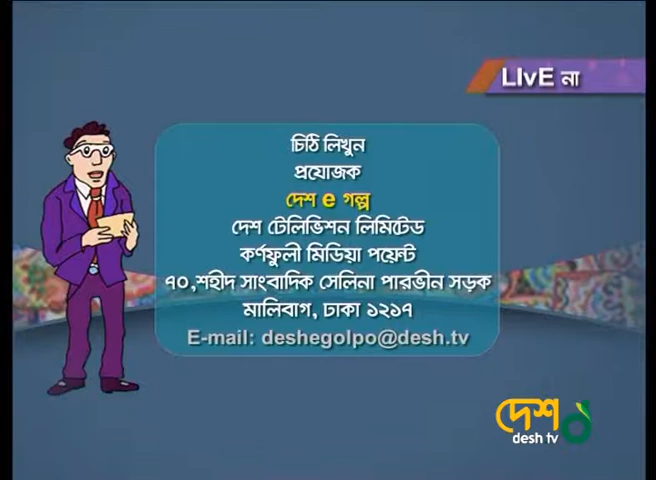 LIvE না
চিঠি লিখুন
প্রযোজক
দেশ e গল্প
দেশ টেলিভিশন লিমিটেড
কর্ণফুলী মিডিয়া পয়েন্ট
৭০,শহীদ সাংবাদিক সেলিনা পারভীন সড়ক
মালিবাগ, ঢাকা ১২১৭
E-mail: deshegolpo@desh.tv
দেশ
desh tv